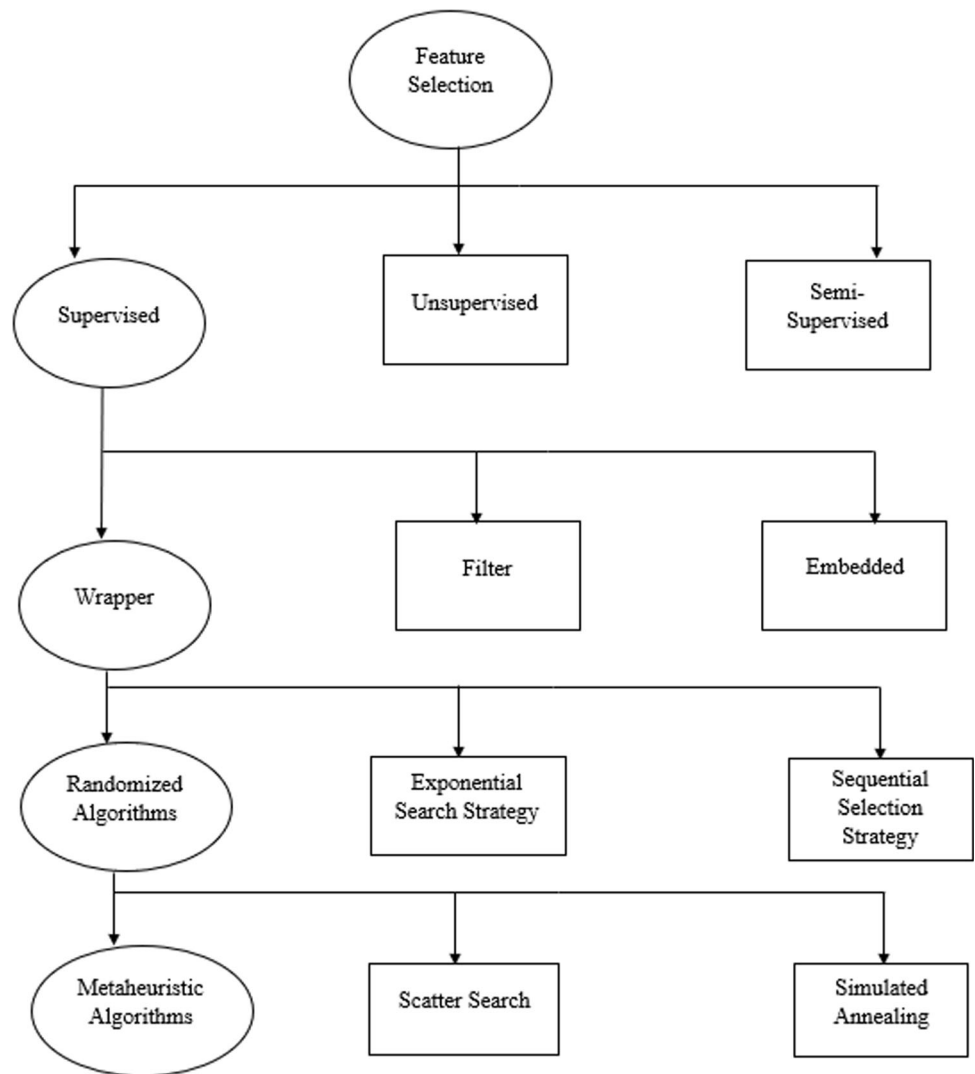 Feature
Selection
Supervised
Unsupervised
Semi-
Supervised
Wrapper
Filter
Embedded
Randomized
Algorithms
Exponential
Search Strategy
Sequential
Selection
Strategy
Metaheuristic
Algorithms
Scatter Search
Simulated
Annealing